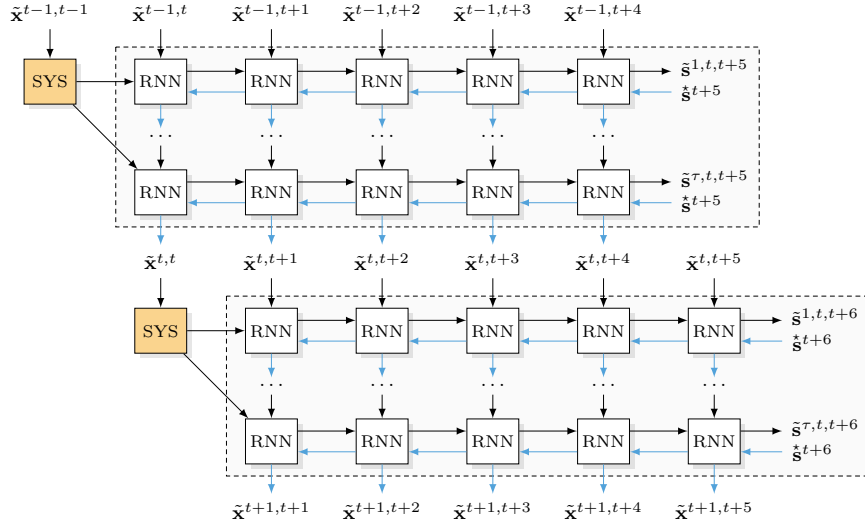 x̃^{t-1,t-1} x̃^{t-1,t} x̃^{t-1,t+1} x̃^{t-1,t+2} x̃^{t-1,t+3} x̃^{t-1,t+4}
SYS RNN RNN RNN RNN RNN s̃^{1,t,t+5}
s^{⋆t+5}
... ... ... ... ...
RNN RNN RNN RNN RNN s̃^{τ,t,t+5}
s^{⋆t+5}
x̃^{t,t} x̃^{t,t+1} x̃^{t,t+2} x̃^{t,t+3} x̃^{t,t+4} x̃^{t,t+5}
SYS RNN RNN RNN RNN RNN s̃^{1,t,t+6}
s^{⋆t+6}
... ... ... ... ...
RNN RNN RNN RNN RNN s̃^{τ,t,t+6}
s^{⋆t+6}
x̃^{t+1,t+1} x̃^{t+1,t+2} x̃^{t+1,t+3} x̃^{t+1,t+4} x̃^{t+1,t+5}